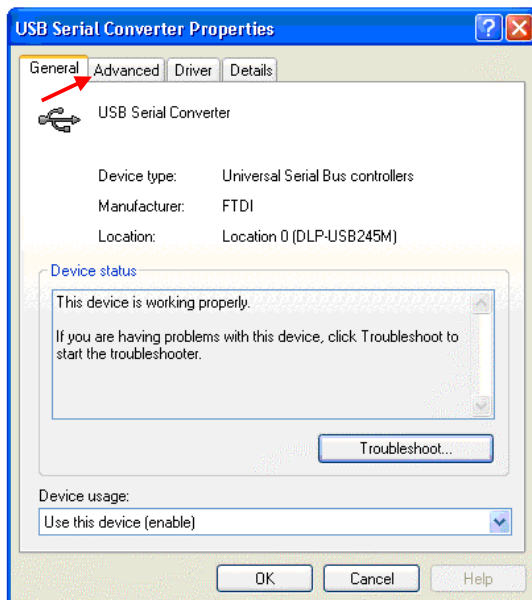 USB Serial Converter Properties
General Advanced Driver Details
USB Serial Converter
Device type: Universal Serial Bus controllers
Manufacturer: FTDI
Location: Location 0 (DLP-USB245M)
Device status
This device is working properly.
If you are having problems with this device, click Troubleshoot to
start the troubleshooter.
Troubleshoot...
Device usage:
Use this device (enable)
OK Cancel Help